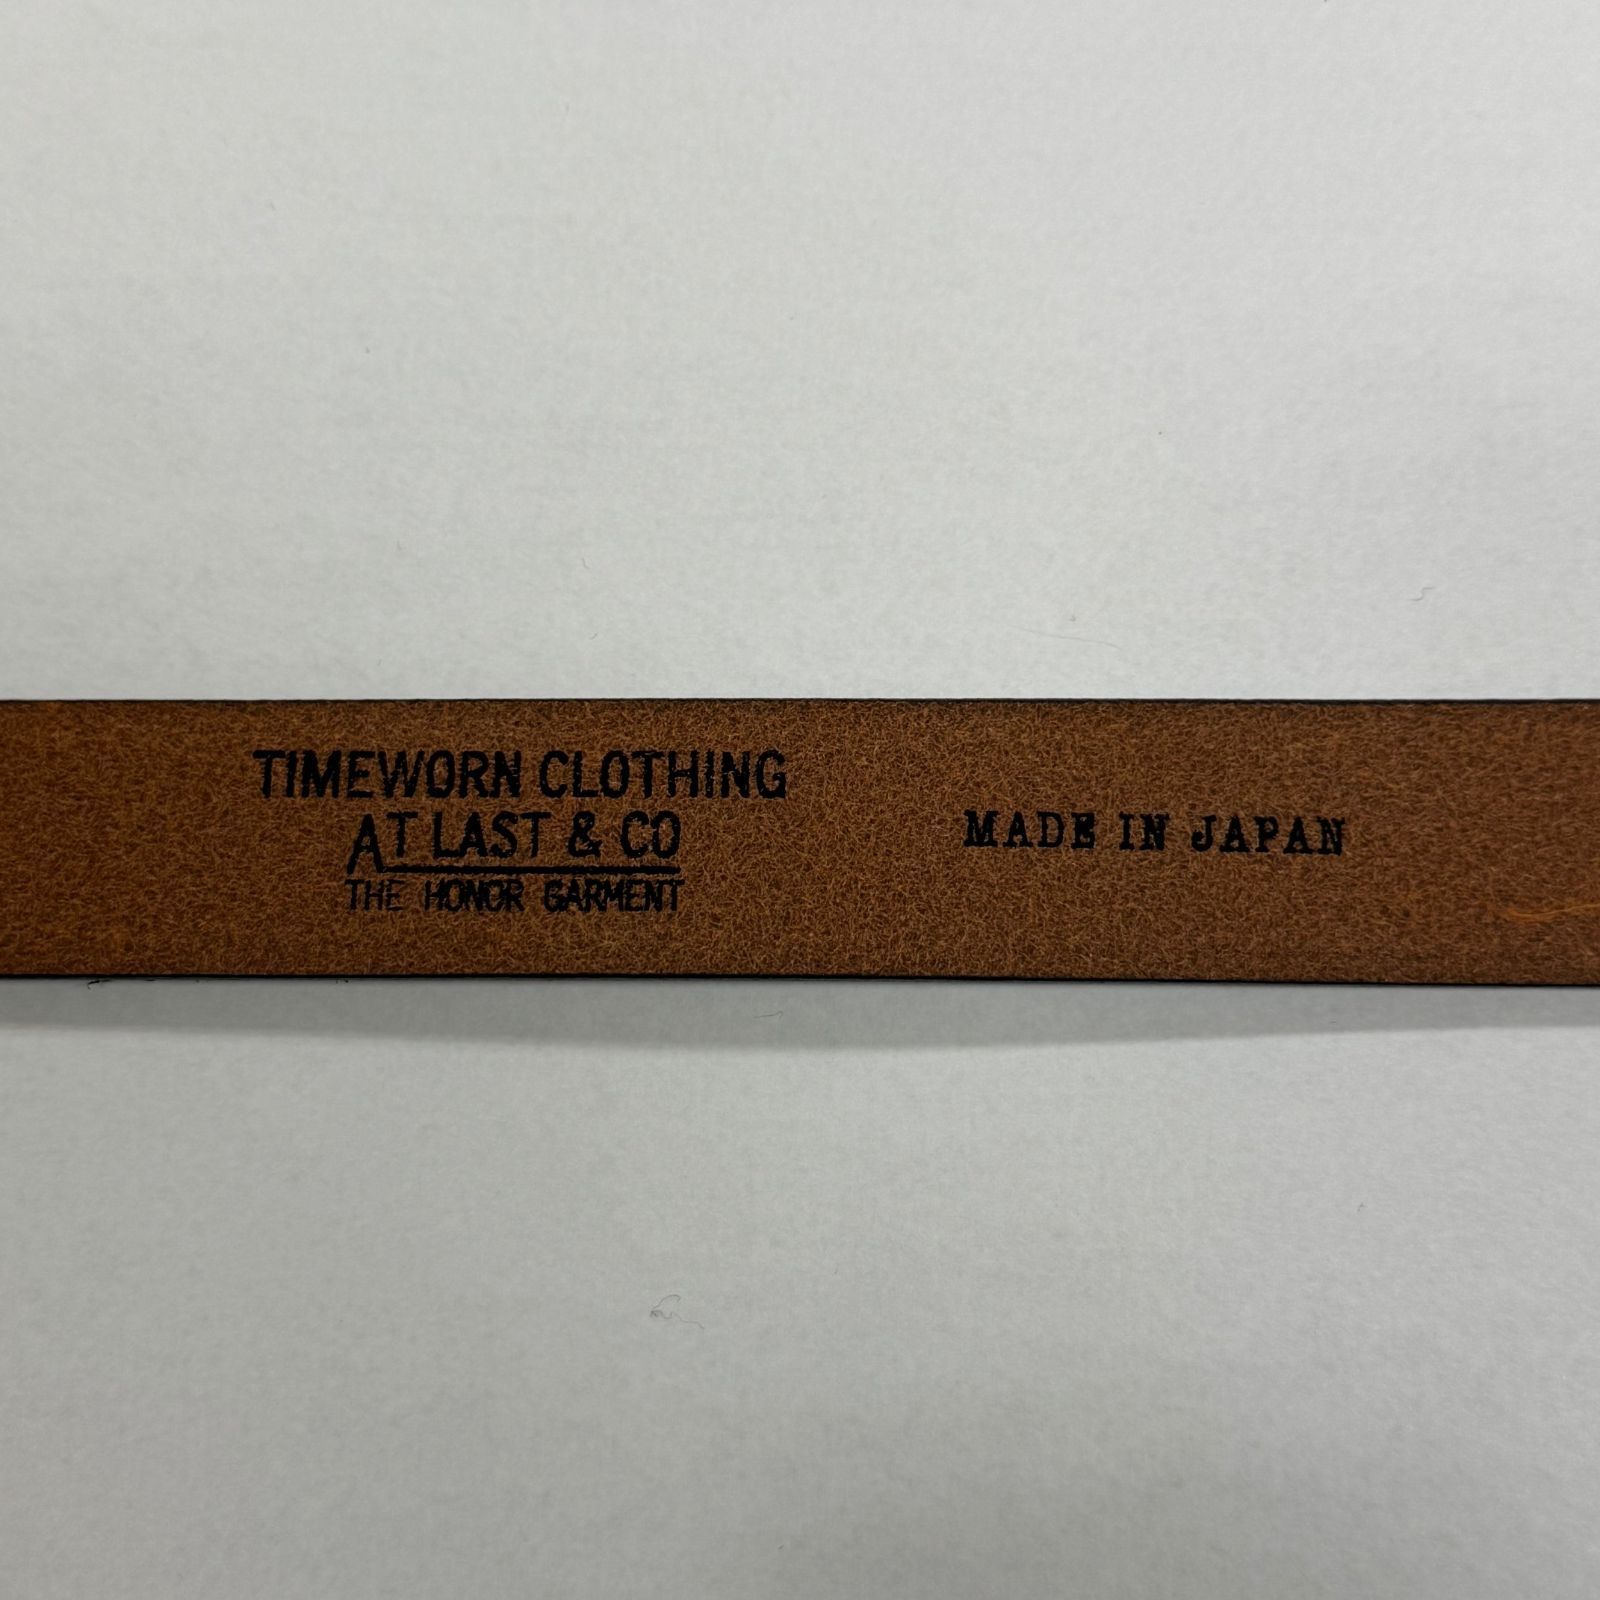 TIMEWORN CLOTHING
AT LAST & CO
THE HONOR GARMENT
MADE IN JAPAN